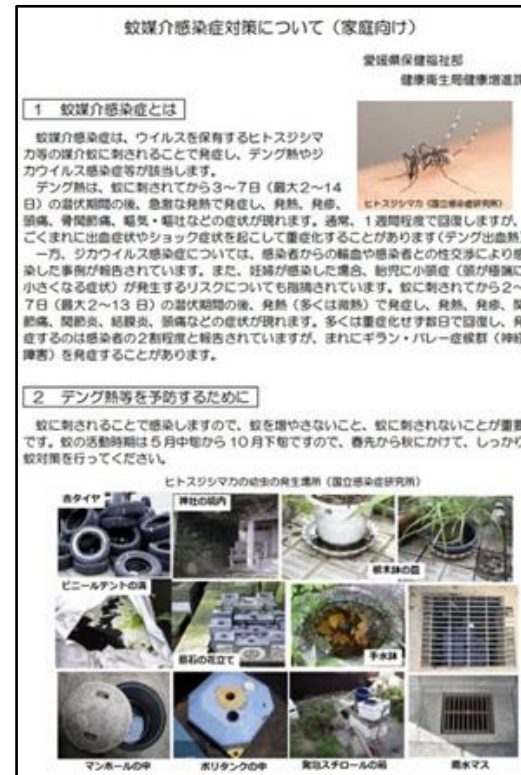 蚊媒介感染症対策について（家庭向け）
愛媛県保健福祉部
健康衛生局健康増進課
1 蚊媒介感染症とは
蚊媒介感染症は、ウイルスを保有するヒトスジシマ
カ等の媒介蚊に刺されることで発症し、デング熱やジ
カウイルス感染症等が該当します。
デング熱は、蚊に刺されてから3～7日（最大2～14
日）の潜伏期間の後、急激な発熱で発症し、発熱、発疹、
ヒトスジシマカ（国立感染症研究所）
頭痛、骨関節痛、嘔気・嘔吐などの症状が現れます。通常、1週間程度で回復しますが、
ごくまれに出血症状やショック症状を起こして重症化することがあります（デング出血熱）
一方、ジカウイルス感染症については、感染者からの輸血や感染者との性交渉により感
染した事例が報告されています。また、妊婦が感染した場合、胎児に小頭症（頭が極端に
小さくなる症状）が発生するリスクについても指摘されています。蚊に刺されてから2～
7日（最大2～13 日）の潜伏期間の後、発熱（多くは微熱）で発症し、発熱、発疹、関
節痛、関節炎、結膜炎、頭痛などの症状が現れます。多くは重症化せず数日で回復し、発
症するのは感染者の2割程度と報告されていますが、まれにギラン・バレー症候群（神経
障害）を発症することがあります。
2 デング熱等を予防するために
蚊に刺されることで感染しますので、蚊を増やさないこと、蚊に刺されないことが重要
です。蚊の活動時期は5月中旬から 10 月下旬ですので、春先から秋にかけて、しっかり
蚊対策を行ってください。
ヒトスジシマカの幼虫の発生場所（国立感染症研究所）
古タイヤ
神社の境内
植木鉢の皿
ビニールテントの溝
墓石の花立て
手水鉢
マンホールの中
ポリタンクの中
発泡スチロールの箱
雨水マス